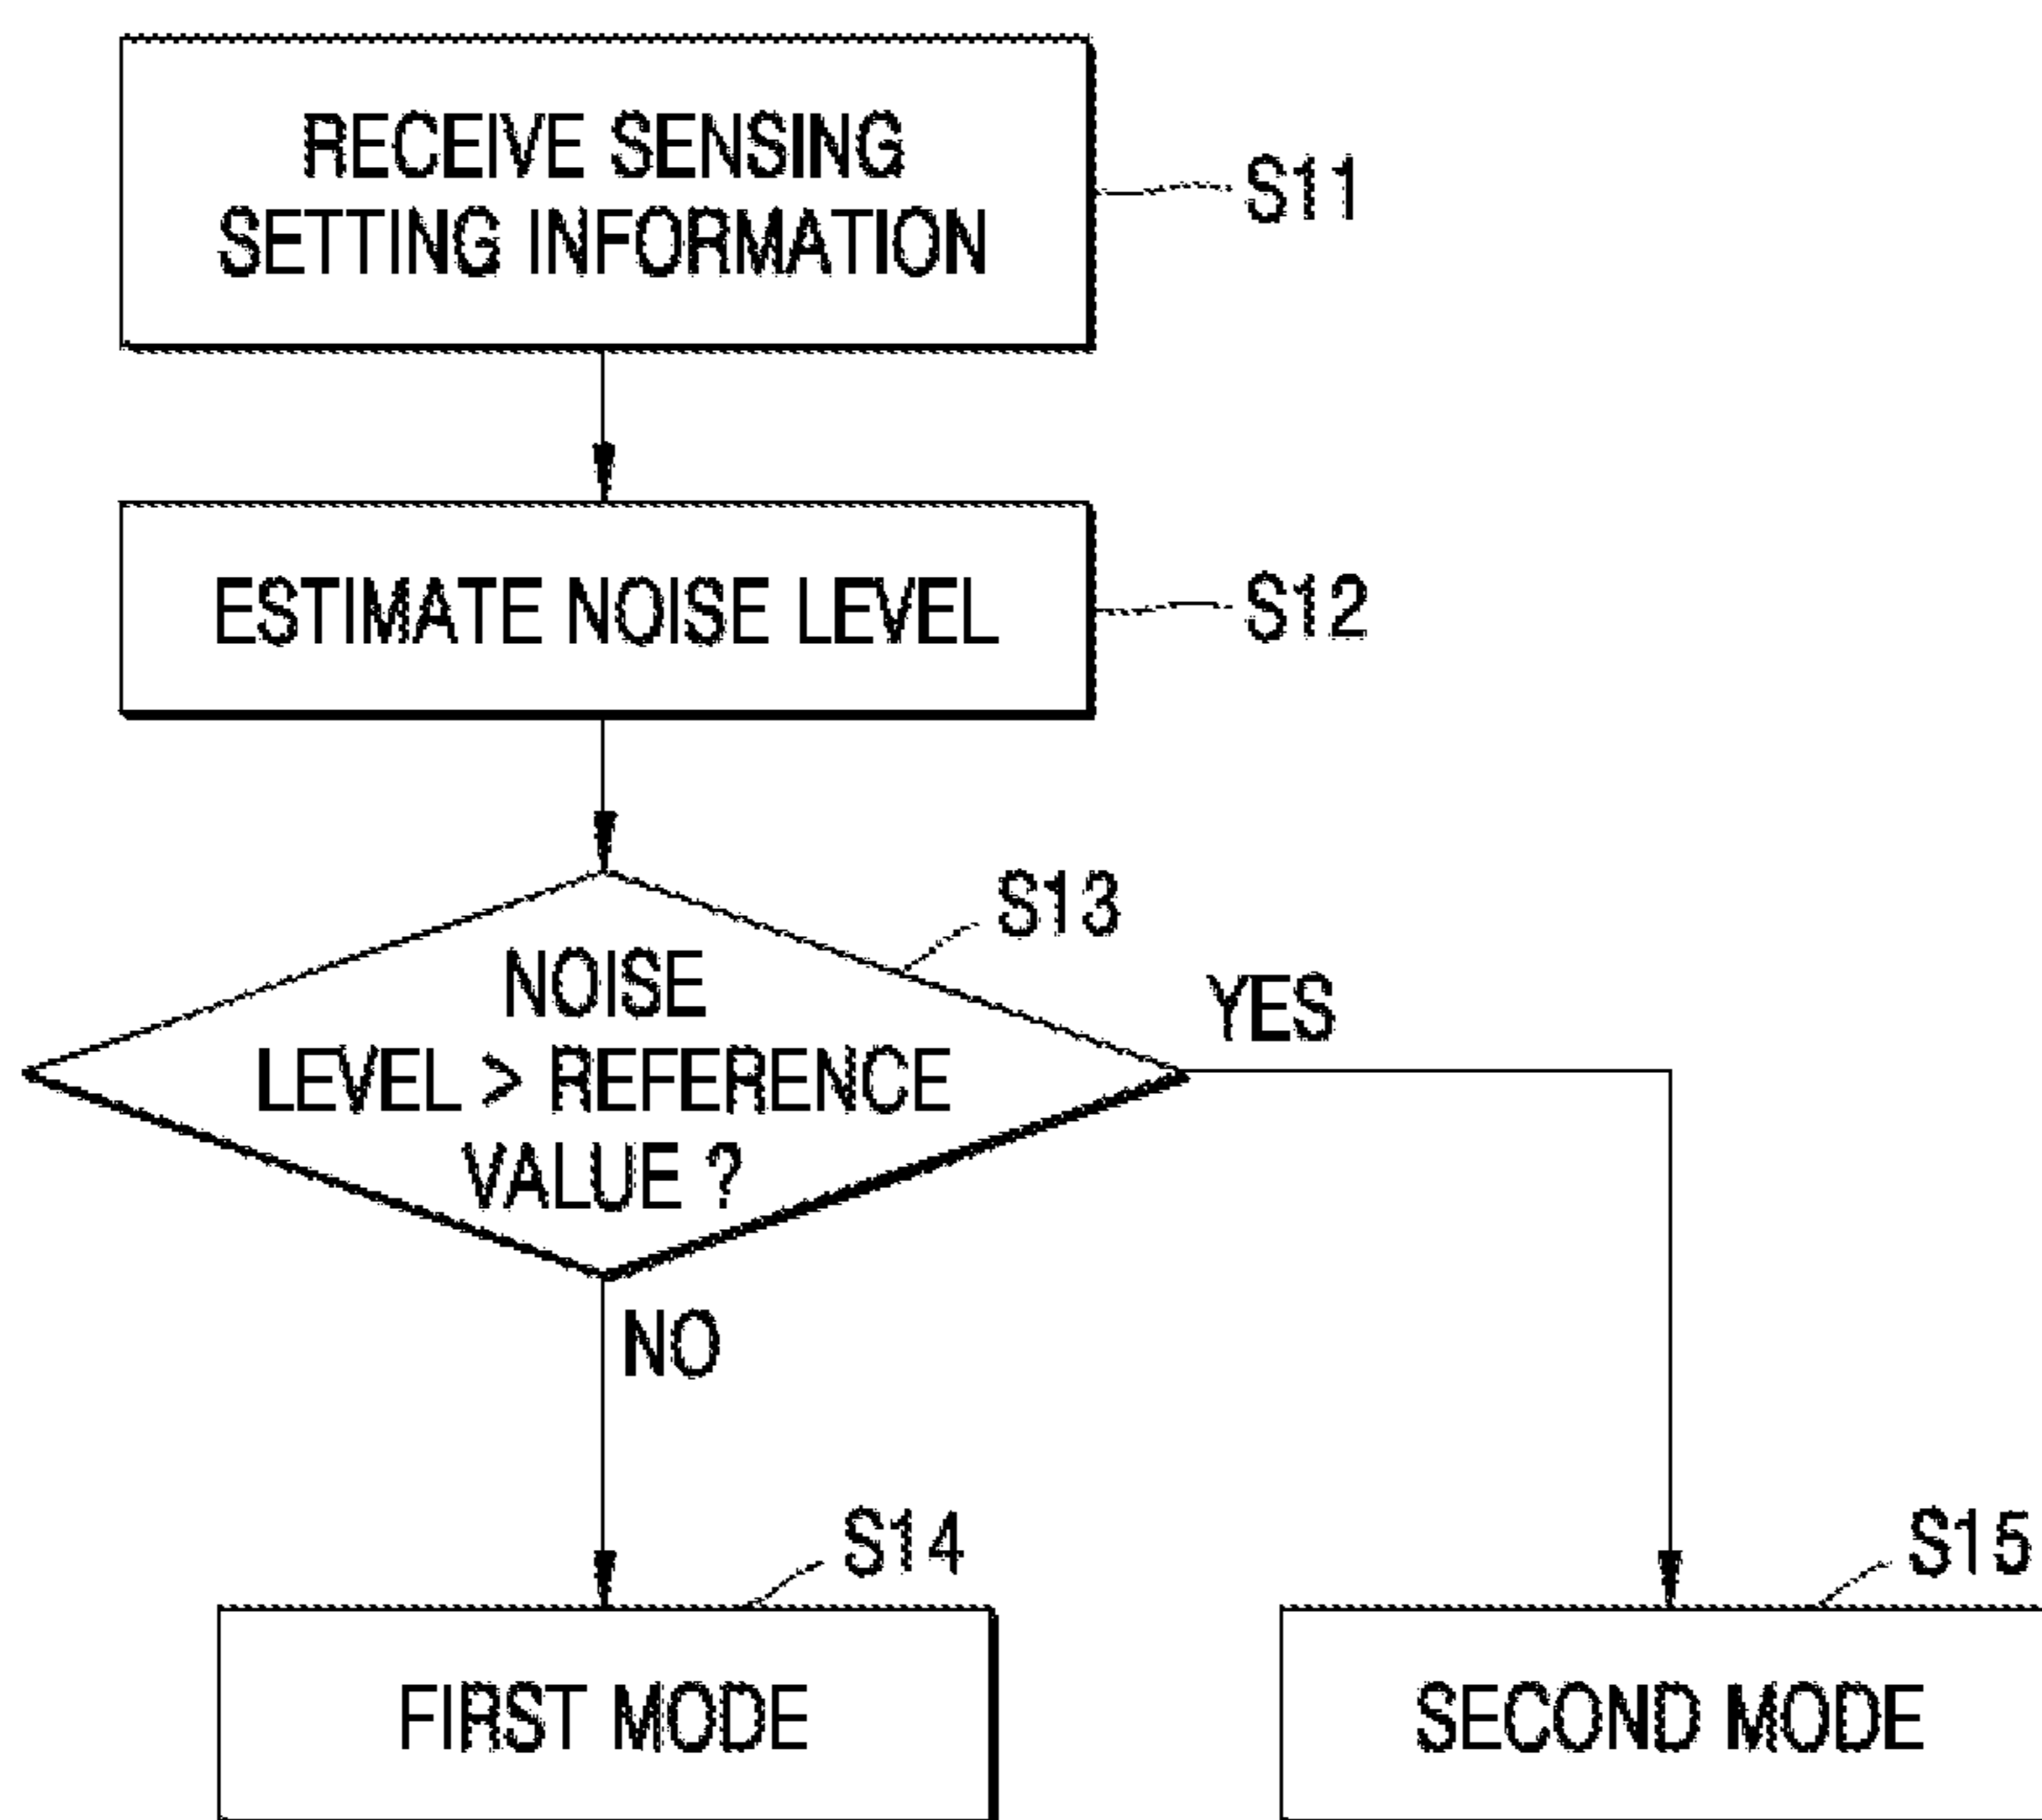 RECEIVE SENSING
SETTING INFORMATION
S11
ESTIMATE NOISE LEVEL
S12
S13
NOISE
LEVEL > REFERENCE
VALUE ?
YES
NO
S14
FIRST MODE
S15
SECOND MODE